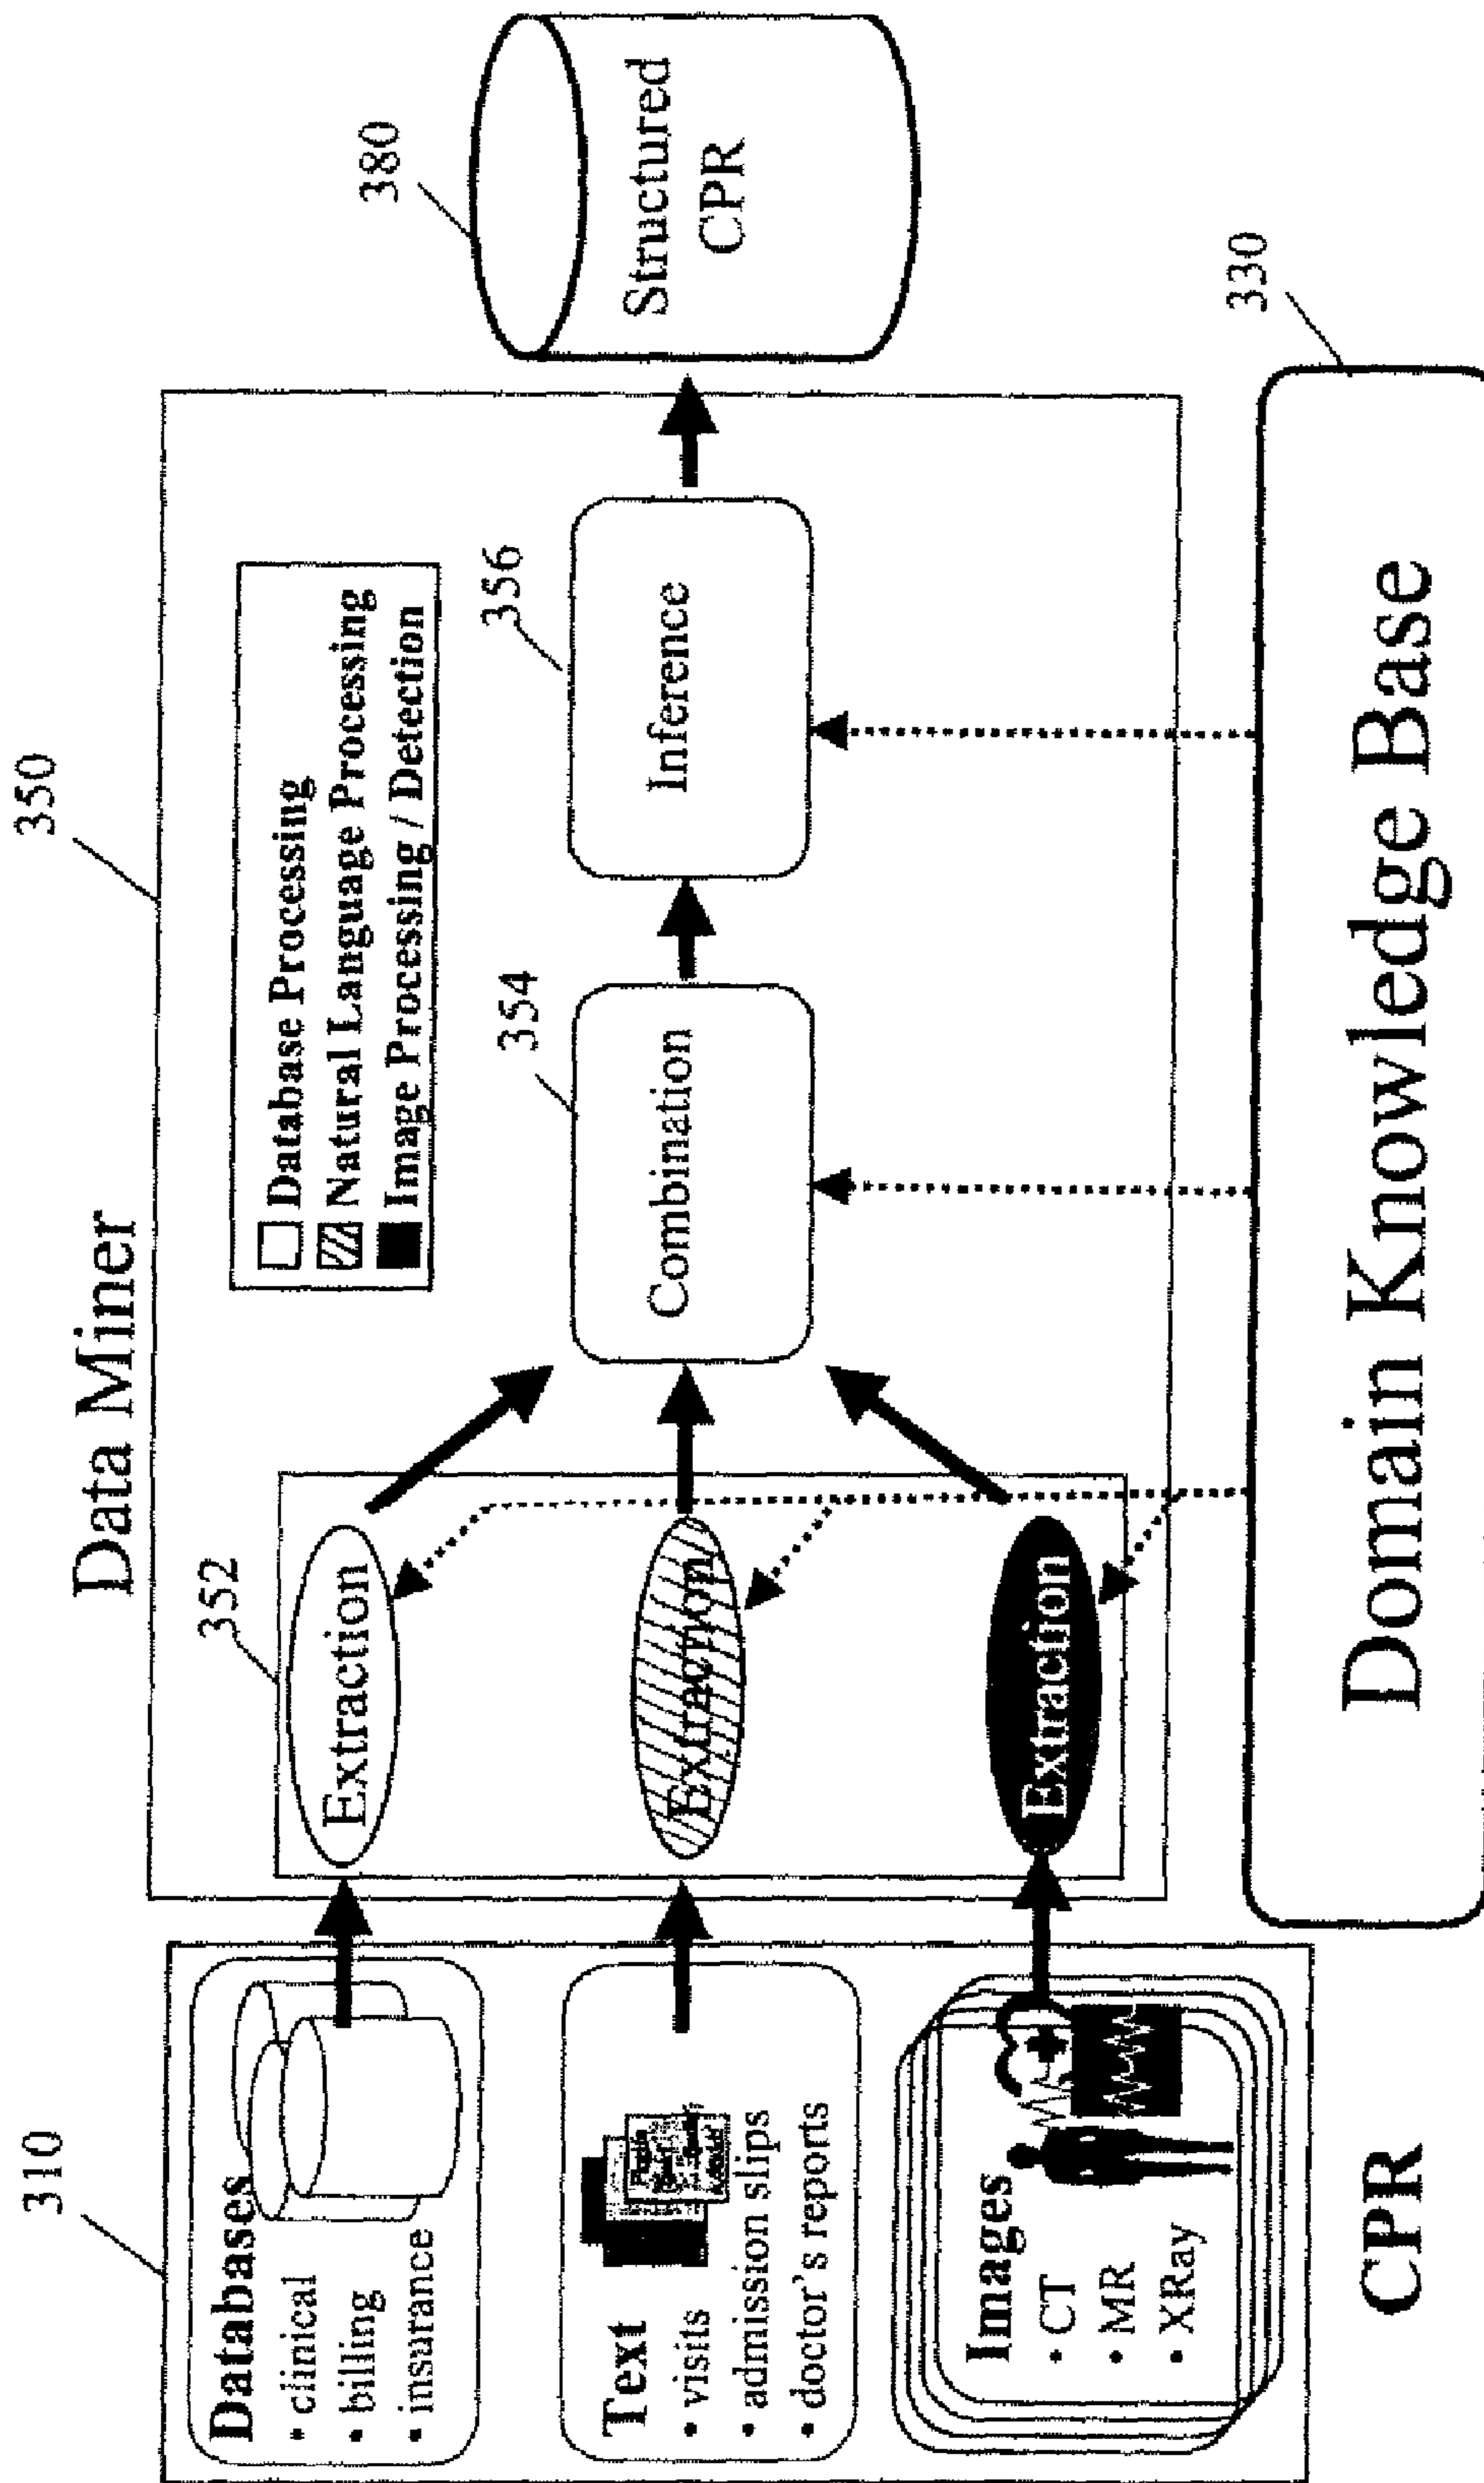 310
Databases
• clinical
• billing
• insurance
Text
• visits
• admission slips
• doctor's reports
Images
• CT
• MR
• XRay
CPR
Data Miner
350
352
Extraction
Extraction
Extraction
Database Processing
Natural Language Processing
Image Processing / Detection
354
Combination
356
Inference
380
Structured
CPR
330
Domain Knowledge Base